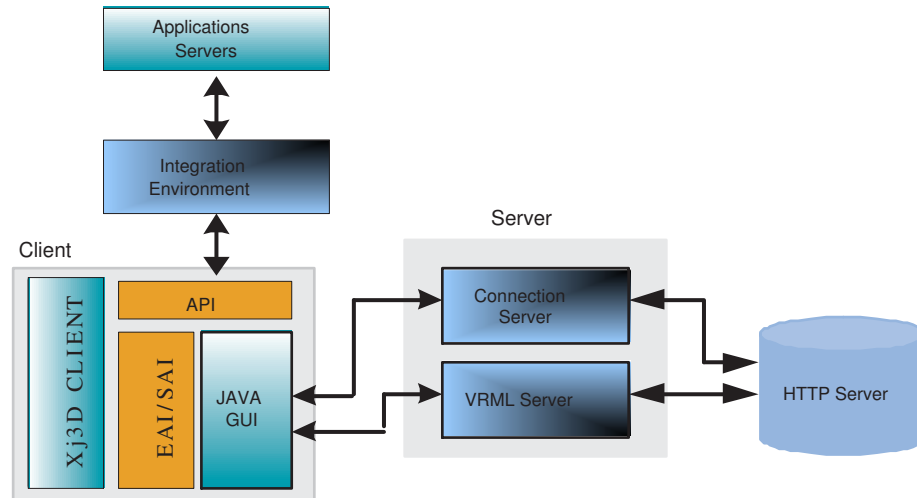 Applications
Servers
Integration
Environment
Client
Server
Xj3D CLIENT
API
EAI/SAI
JAVA
GUI
Connection
Server
VRML Server
HTTP Server